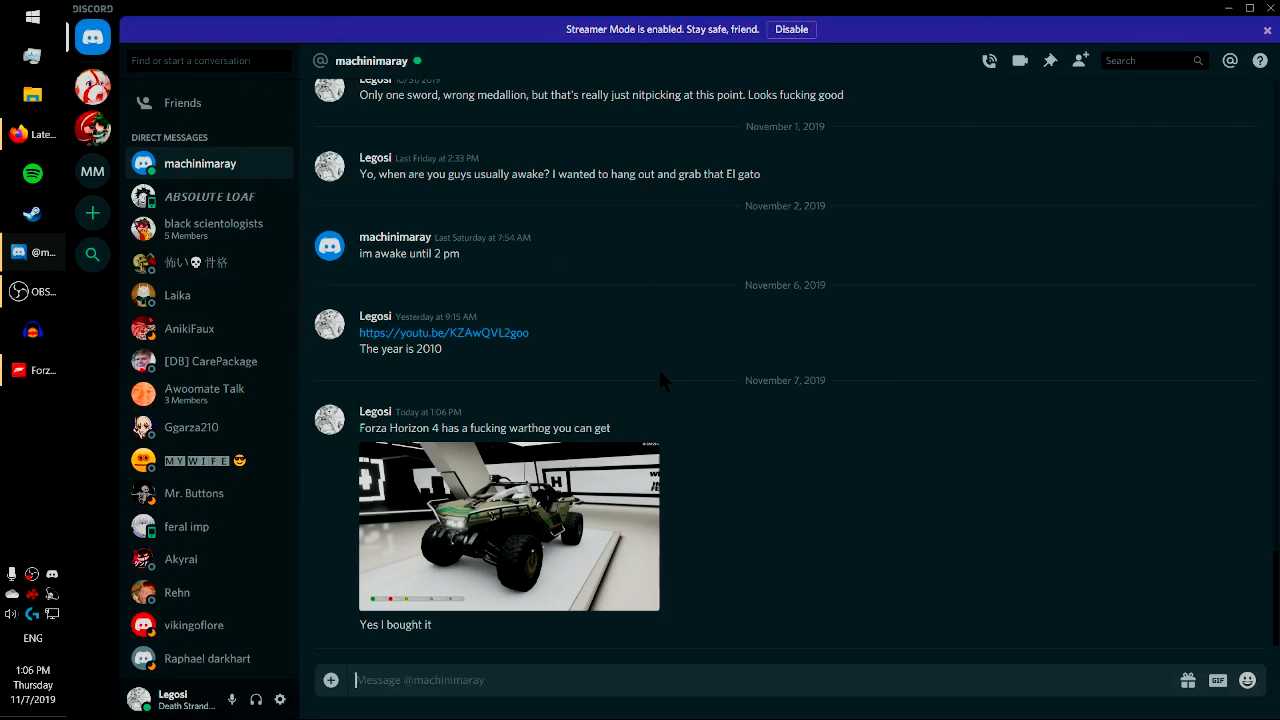 DISCORD
Streamer Mode is enabled. Stay safe, friend.
Disable
Find or start a conversation
machinimaray
Search
Friends
DIRECT MESSAGES
machinimaray
ABSOLUTE LOAF
black scientologists
5 Members
怖い💀骨格
Laika
AnikiFaux
[DB] CarePackage
Awoomate Talk
3 Members
Ggarza210
MY WIFE 😎
Mr. Buttons
feral imp
Akyrai
Rehn
vikingoflore
Raphael darkhart
Legosi
Death Strand...
Late...
@m...
OBS...
Forz...
MM
ENG
1:06 PM
Thursday
11/7/2019
Legosi 10/31/2019
Only one sword, wrong medallion, but that's really just nitpicking at this point. Looks fucking good
November 1, 2019
Legosi Last Friday at 2:33 PM
Yo, when are you guys usually awake? I wanted to hang out and grab that El gato
November 2, 2019
machinimaray Last Saturday at 7:54 AM
im awake until 2 pm
November 6, 2019
Legosi Yesterday at 9:15 AM
https://youtu.be/KZAwQVL2goo
The year is 2010
November 7, 2019
Legosi Today at 1:06 PM
Forza Horizon 4 has a fucking warthog you can get
H
Yes I bought it
Message @machinimaray
GIF